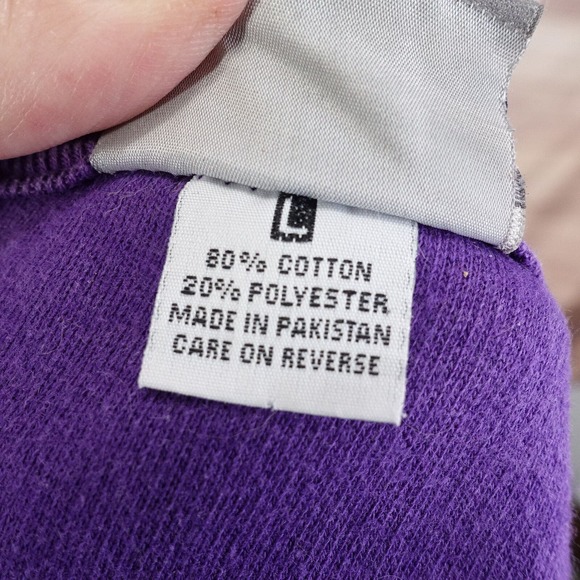 L
80% COTTON
20% POLYESTER
MADE IN PAKISTAN
CARE ON REVERSE